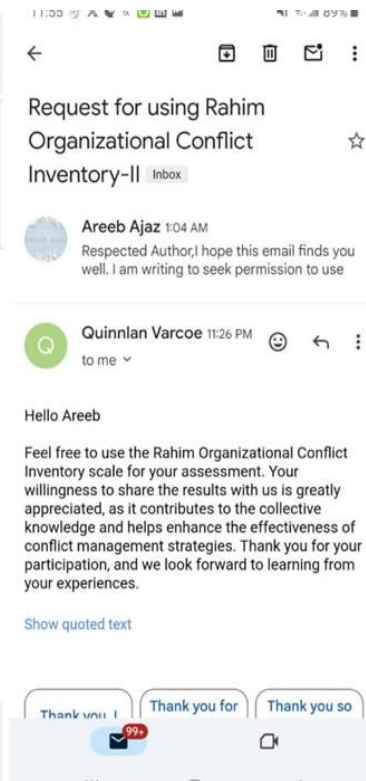 11:55
89%
Request for using Rahim
Organizational Conflict
Inventory-II Inbox
Areeb Ajaz 1:04 AM
Respected Author,I hope this email finds you
well. I am writing to seek permission to use
Q
Quinnlan Varcoe 11:26 PM
to me
Hello Areeb
Feel free to use the Rahim Organizational Conflict
Inventory scale for your assessment. Your
willingness to share the results with us is greatly
appreciated, as it contributes to the collective
knowledge and helps enhance the effectiveness of
conflict management strategies. Thank you for your
participation, and we look forward to learning from
your experiences.
Show quoted text
Thank you, I
Thank you for
Thank you so
99+